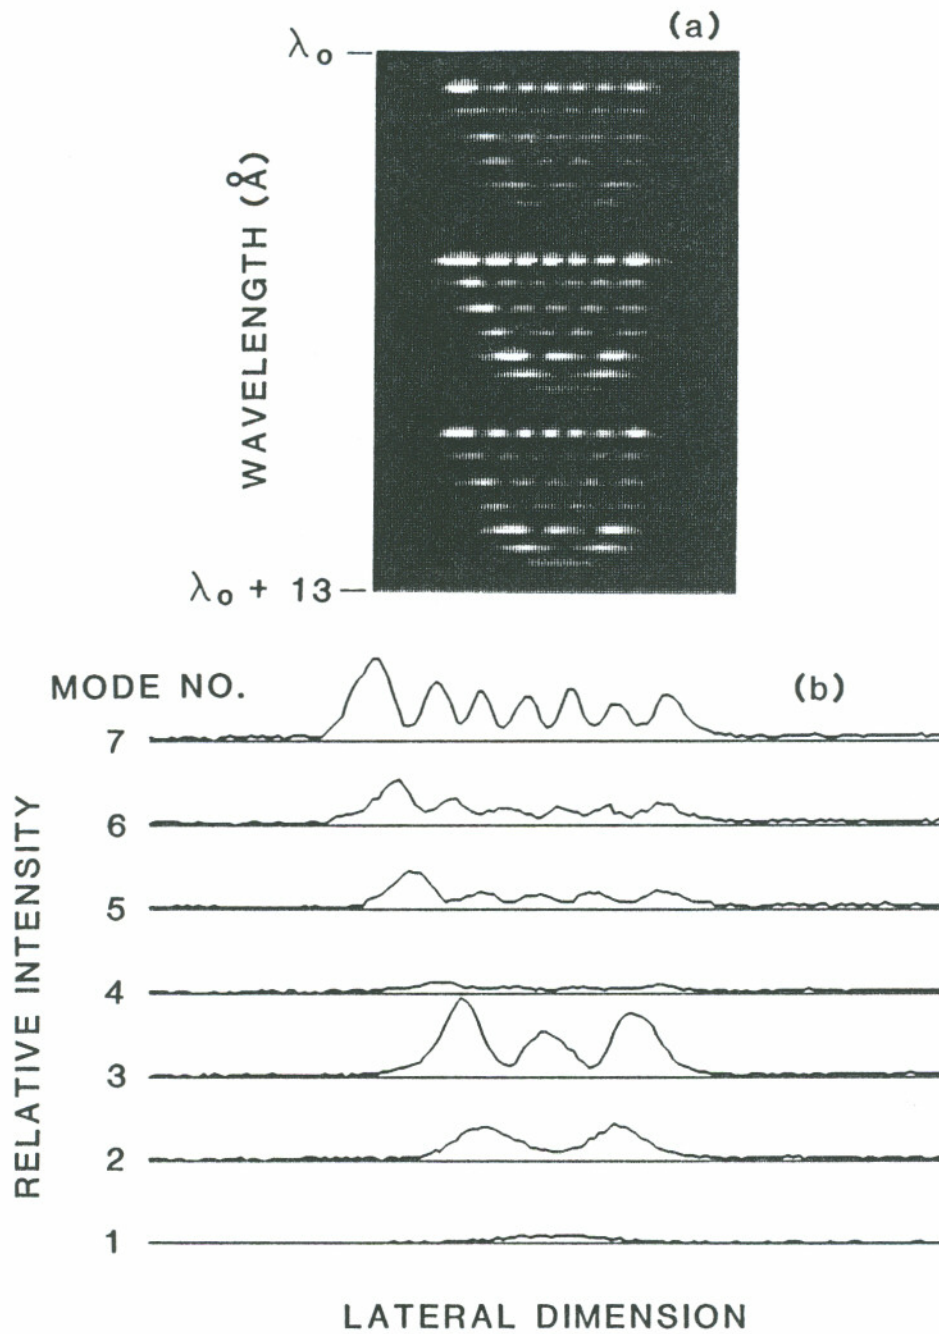 (a)
λo
WAVELENGTH (Å)
λo + 13
MODE NO.
(b)
7
6
5
4
3
2
1
RELATIVE INTENSITY
LATERAL DIMENSION